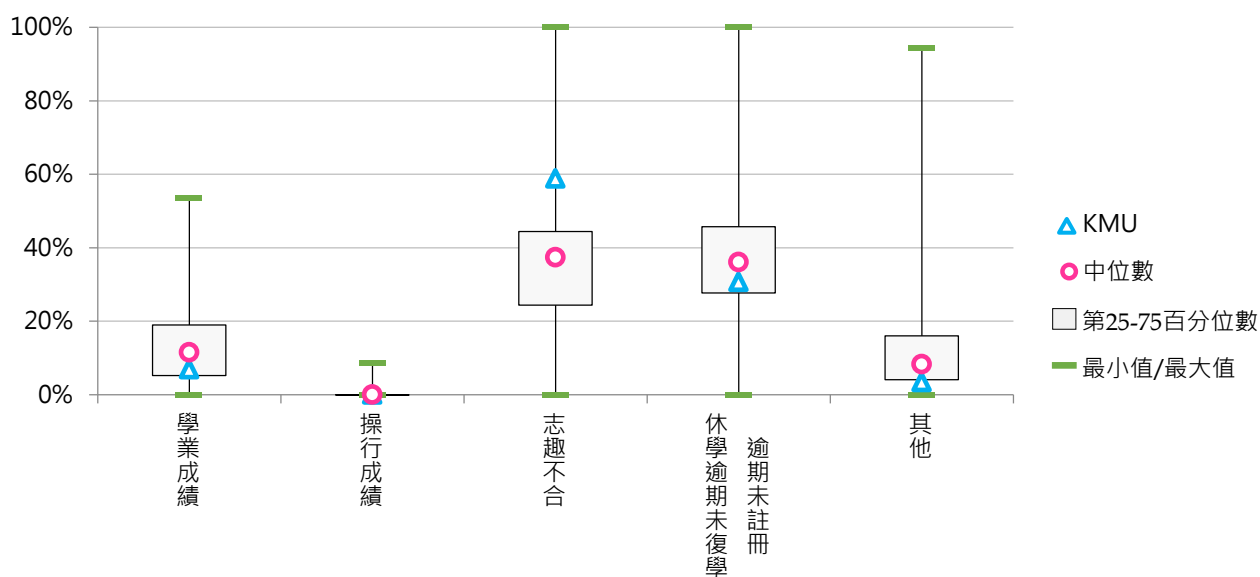 100%
80%
60%
40%
20%
0%
學業成績
操行成績
志趣不合
逾期未註冊
休學逾期未復學
其他
KMU
中位數
第25-75百分位數
最小值/最大值